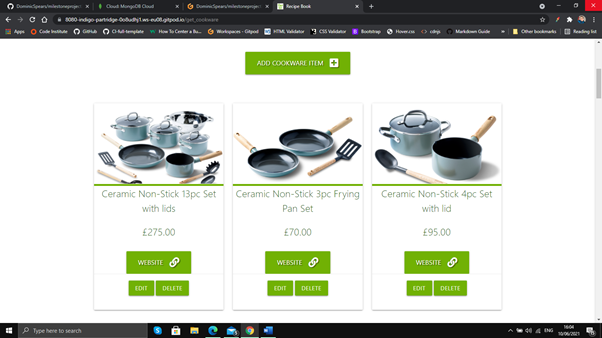 DominicSpears/milestoneproject
Cloud: MongoDB Cloud
DominicSpears/milestoneproject
Recipe Book
8080-indigo-partridge-0o8udhj1.ws-eu08.gitpod.io/get_cookware
Apps
Code Institute
GitHub
CI-full-template
How To Center a Bu...
Workspaces - Gitpod
HTML Validator
CSS Validator
Bootstrap
Hover.css
cdnjs
Markdown Guide
Other bookmarks
Reading list
ADD COOKWARE ITEM
Ceramic Non-Stick 13pc Set
with lids
£275.00
WEBSITE
EDIT
DELETE
Ceramic Non-Stick 3pc Frying
Pan Set
£70.00
WEBSITE
EDIT
DELETE
Ceramic Non-Stick 4pc Set
with lid
£95.00
WEBSITE
EDIT
DELETE
Type here to search
ENG
16:04
10/06/2021